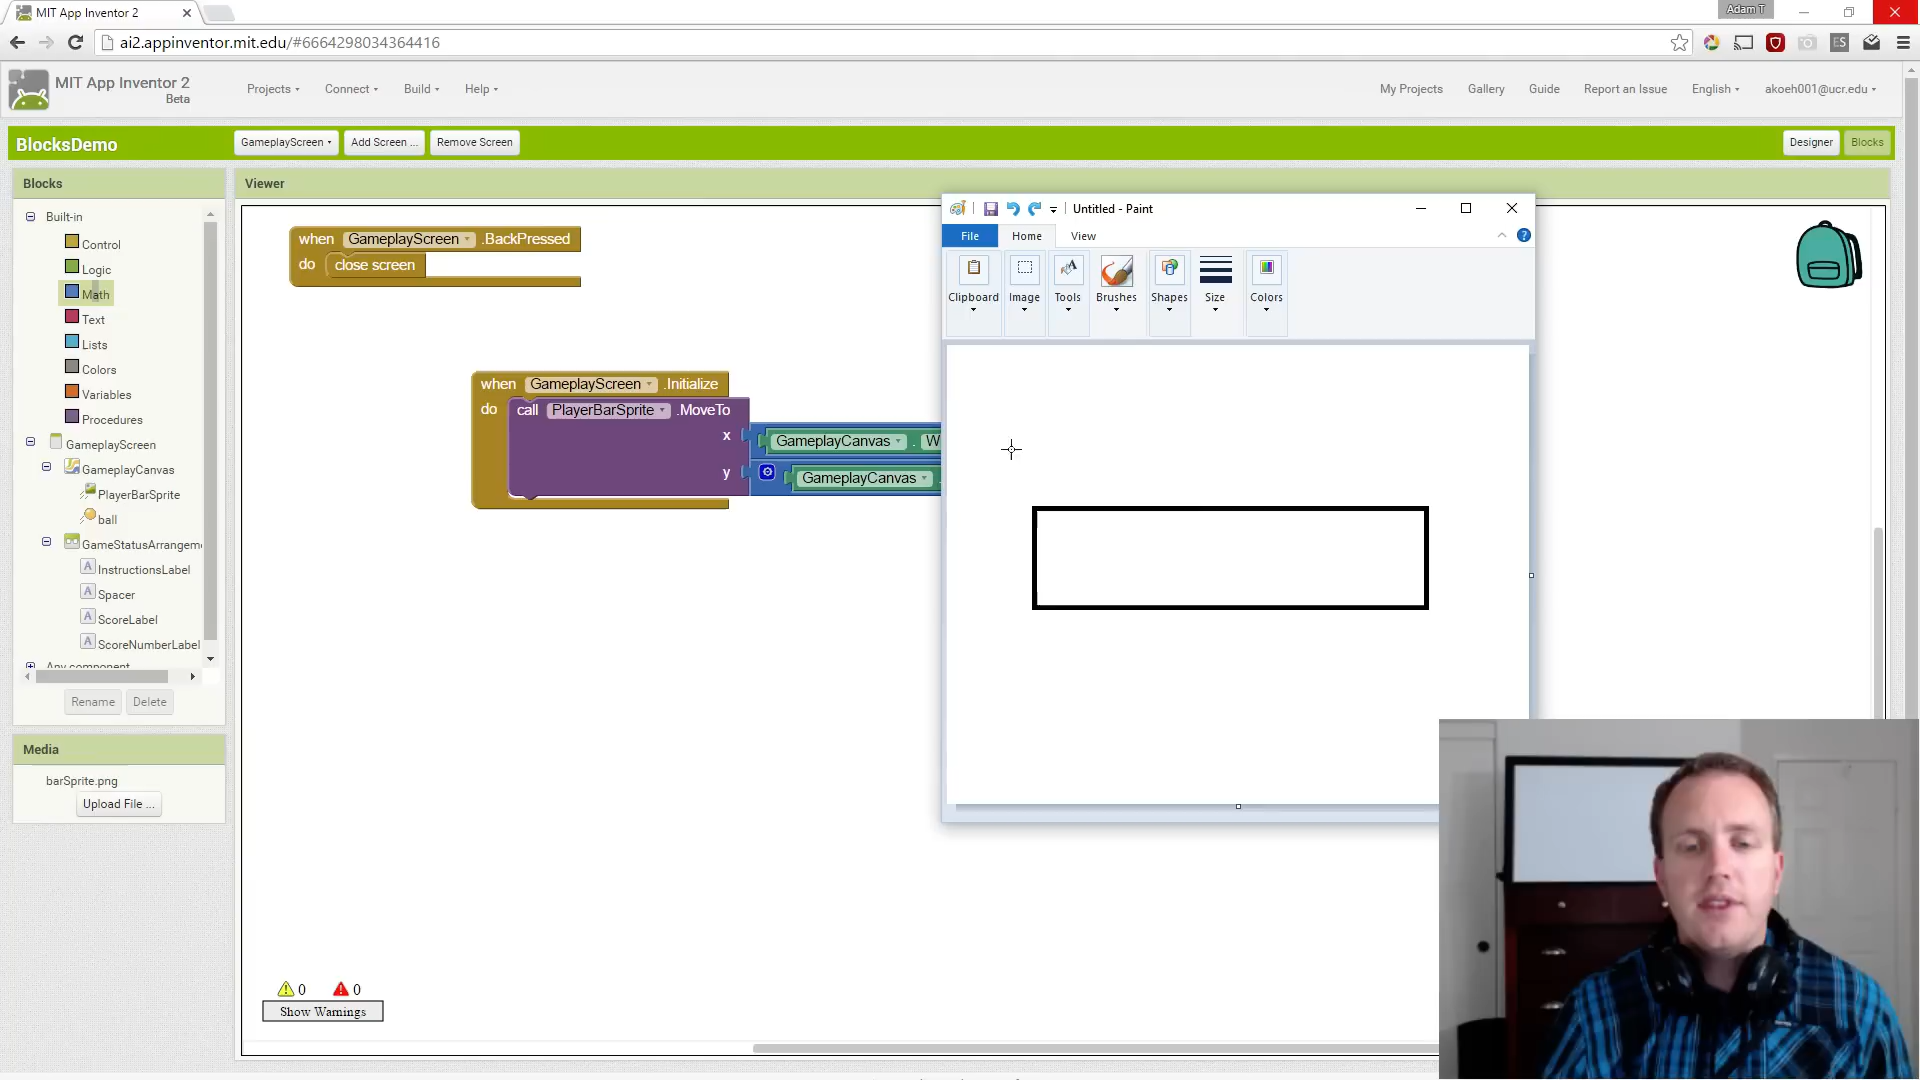 MIT App Inventor 2
Adam T
ai2.appinventor.mit.edu/#6664298034364416
ES
MIT App Inventor 2
Beta
Projects
Connect
Build
Help
My Projects
Gallery
Guide
Report an Issue
English
akoeh001@ucr.edu
BlocksDemo
GameplayScreen
Add Screen ...
Remove Screen
Designer
Blocks
Blocks
Viewer
Built-in
Control
Logic
Math
Text
Lists
Colors
Variables
Procedures
GameplayScreen
GameplayCanvas
PlayerBarSprite
ball
GameStatusArrangem
InstructionsLabel
Spacer
ScoreLabel
ScoreNumberLabel
Any component
Rename
Delete
Media
barSprite.png
Upload File ...
when GameplayScreen .BackPressed
do close screen
when GameplayScreen .Initialize
do call PlayerBarSprite .MoveTo
x GameplayCanvas . W
y GameplayCanvas .
0 0
Show Warnings
Untitled - Paint
File
Home
View
Clipboard
Image
Tools
Brushes
Shapes
Size
Colors